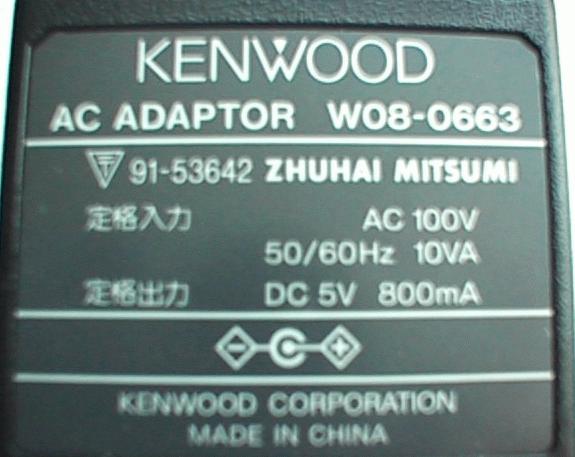 KENWOOD
AC ADAPTOR W08-0663
T 91-53642 ZHUHAI MITSUMI
定格入力 AC 100V
50/60Hz 10VA
定格出力 DC 5V 800mA
KENWOOD CORPORATION
MADE IN CHINA